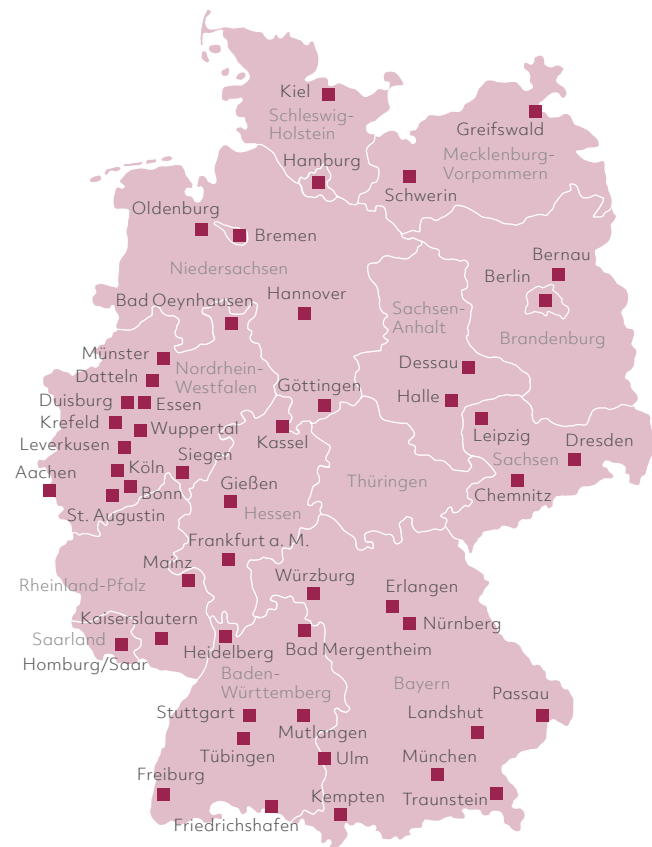 Kiel
Schleswig-
Holstein
Greifswald
Mecklenburg-
Vorpommern
Hamburg
Schwerin
Oldenburg
Bremen
Bernau
Niedersachsen
Berlin
Bad Oeynhausen
Hannover
Sachsen-
Anhalt
Brandenburg
Münster
Nordrhein-
Westfalen
Dessau
Datteln
Göttingen
Halle
Duisburg
Essen
Krefeld
Wuppertal
Kassel
Leipzig
Dresden
Leverkusen
Siegen
Sachsen
Köln
Aachen
Gießen
Thüringen
Bonn
Chemnitz
St. Augustin
Hessen
Frankfurt a. M.
Mainz
Würzburg
Rheinland-Pfalz
Erlangen
Kaiserslautern
Nürnberg
Saarland
Heidelberg
Bad Mergentheim
Homburg/Saar
Baden-
Württemberg
Bayern
Passau
Stuttgart
Landshut
Mutlangen
Tübingen
Ulm
München
Freiburg
Kempten
Traunstein
Friedrichshafen